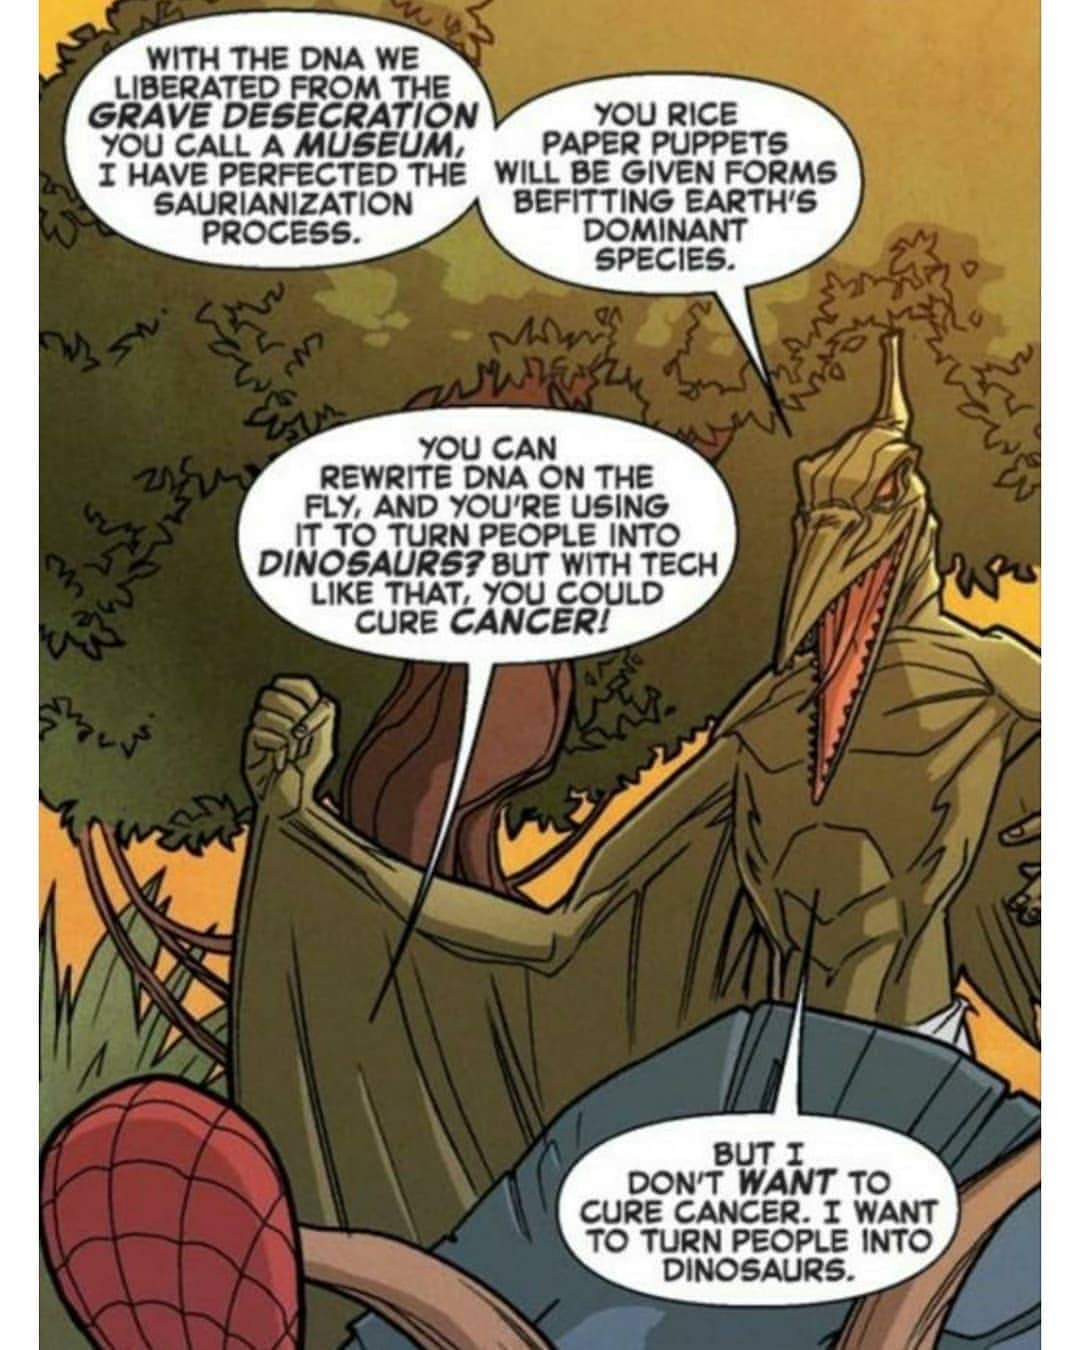 WITH THE DNA WE
LIBERATED FROM THE
GRAVE DESECRATION
YOU CALL A MUSEUM,
I HAVE PERFECTED THE
SAURIANIZATION
PROCESS.
YOU RICE
PAPER PUPPETS
WILL BE GIVEN FORMS
BEFITTING EARTH'S
DOMINANT
SPECIES.
YOU CAN
REWRITE DNA ON THE
FLY, AND YOU'RE USING
IT TO TURN PEOPLE INTO
DINOSAURS? BUT WITH TECH
LIKE THAT, YOU COULD
CURE CANCER!
BUT I
DON'T WANT TO
CURE CANCER. I WANT
TO TURN PEOPLE INTO
DINOSAURS.